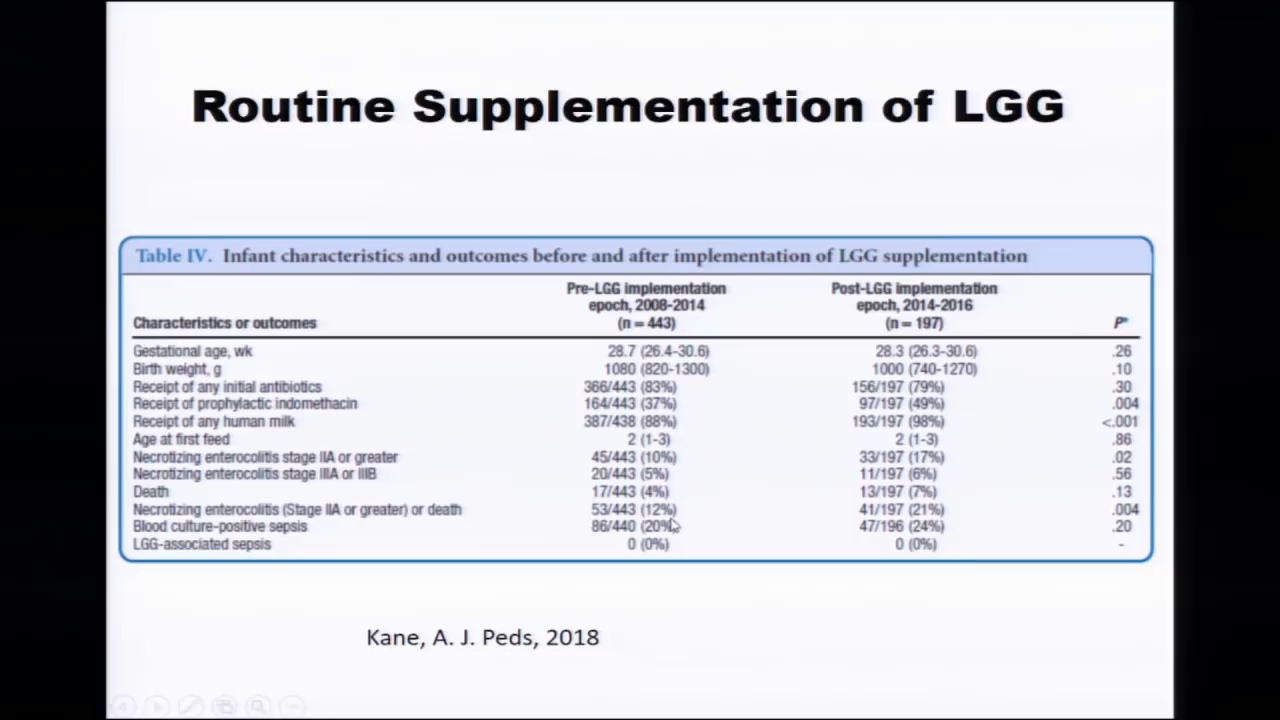 Routine Supplementation of LGG
Table IV. Infant characteristics and outcomes before and after implementation of LGG supplementation
Characteristics or outcomes Pre-LGG implementation epoch, 2008-2014 (n = 443) Post-LGG implementation epoch, 2014-2016 (n = 197) P*
Gestational age, wk 28.7 (26.4-30.6) 28.3 (26.3-30.6) .26
Birth weight, g 1080 (820-1300) 1000 (740-1270) .10
Receipt of any initial antibiotics 366/443 (83%) 156/197 (79%) .30
Receipt of prophylactic indomethacin 164/443 (37%) 97/197 (49%) .004
Receipt of any human milk 387/438 (88%) 193/197 (98%) <.001
Age at first feed 2 (1-3) 2 (1-3) .86
Necrotizing enterocolitis stage IIA or greater 45/443 (10%) 33/197 (17%) .02
Necrotizing enterocolitis stage IIIA or IIIB 20/443 (5%) 11/197 (6%) .56
Death 17/443 (4%) 13/197 (7%) .13
Necrotizing enterocolitis (Stage IIA or greater) or death 53/443 (12%) 41/197 (21%) .004
Blood culture-positive sepsis 86/440 (20%) 47/196 (24%) .20
LGG-associated sepsis 0 (0%) 0 (0%) -
Kane, A. J. Peds, 2018